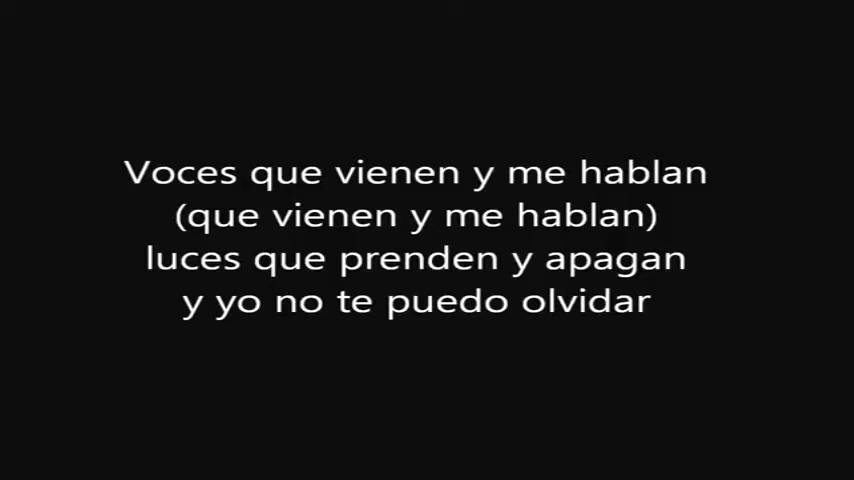 Voces que vienen y me hablan
(que vienen y me hablan)
luces que prenden y apagan
y yo no te puedo olvidar